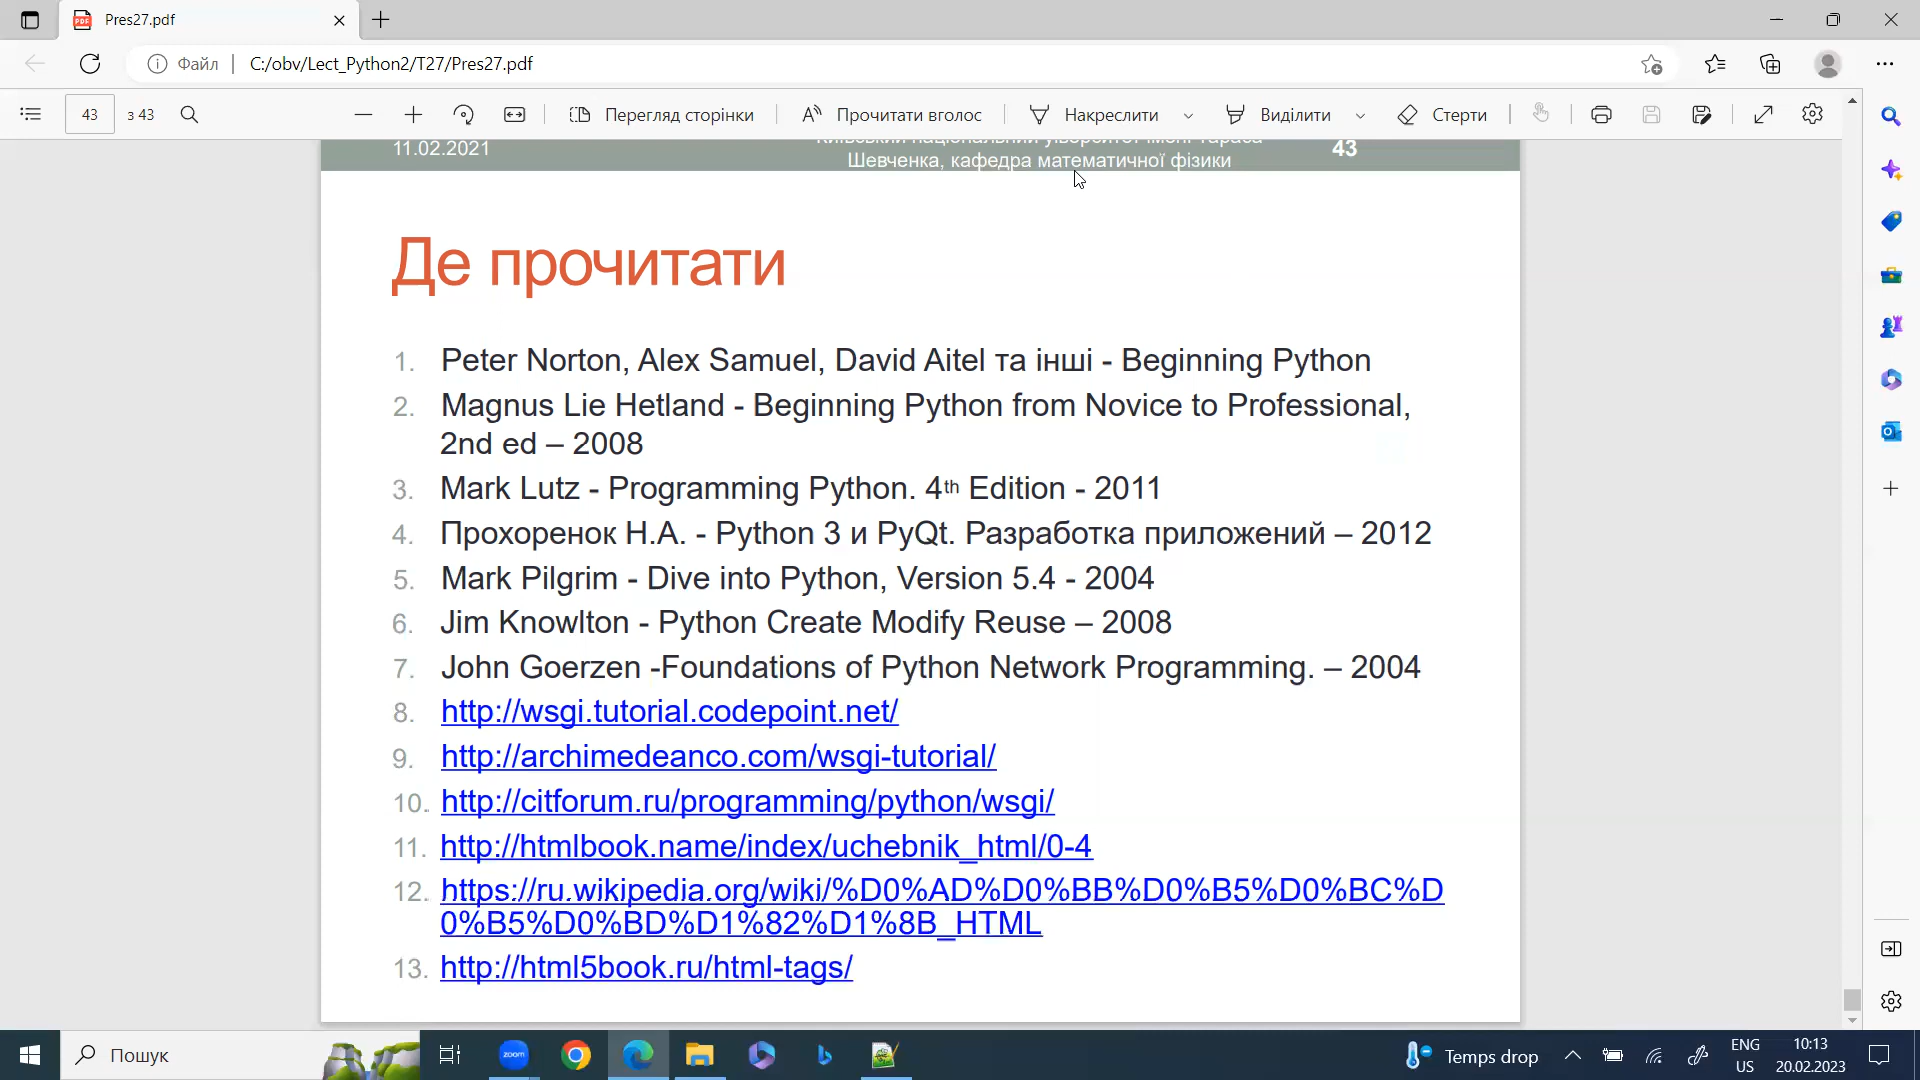 Pres27.pdf
Файл
C:/obv/Lect_Python2/T27/Pres27.pdf
43 з 43
Перегляд сторінки
Прочитати вголос
Накреслити
Виділити
Стерти
11.02.2021
Шевченка, кафедра математичної фізики
43
Де прочитати
1. Peter Norton, Alex Samuel, David Aitel та інші - Beginning Python
2. Magnus Lie Hetland - Beginning Python from Novice to Professional,
2nd ed – 2008
3. Mark Lutz - Programming Python. 4th Edition - 2011
4. Прохоренок Н.А. - Python 3 и PyQt. Разработка приложений – 2012
5. Mark Pilgrim - Dive into Python, Version 5.4 - 2004
6. Jim Knowlton - Python Create Modify Reuse – 2008
7. John Goerzen -Foundations of Python Network Programming. – 2004
8. http://wsgi.tutorial.codepoint.net/
9. http://archimedeanco.com/wsgi-tutorial/
10. http://citforum.ru/programming/python/wsgi/
11. http://htmlbook.name/index/uchebnik_html/0-4
12. https://ru.wikipedia.org/wiki/%D0%AD%D0%BB%D0%B5%D0%BC%D
0%B5%D0%BD%D1%82%D1%8B_HTML
13. http://html5book.ru/html-tags/
Пошук
zoom
Temps drop
ENG
US
10:13
20.02.2023